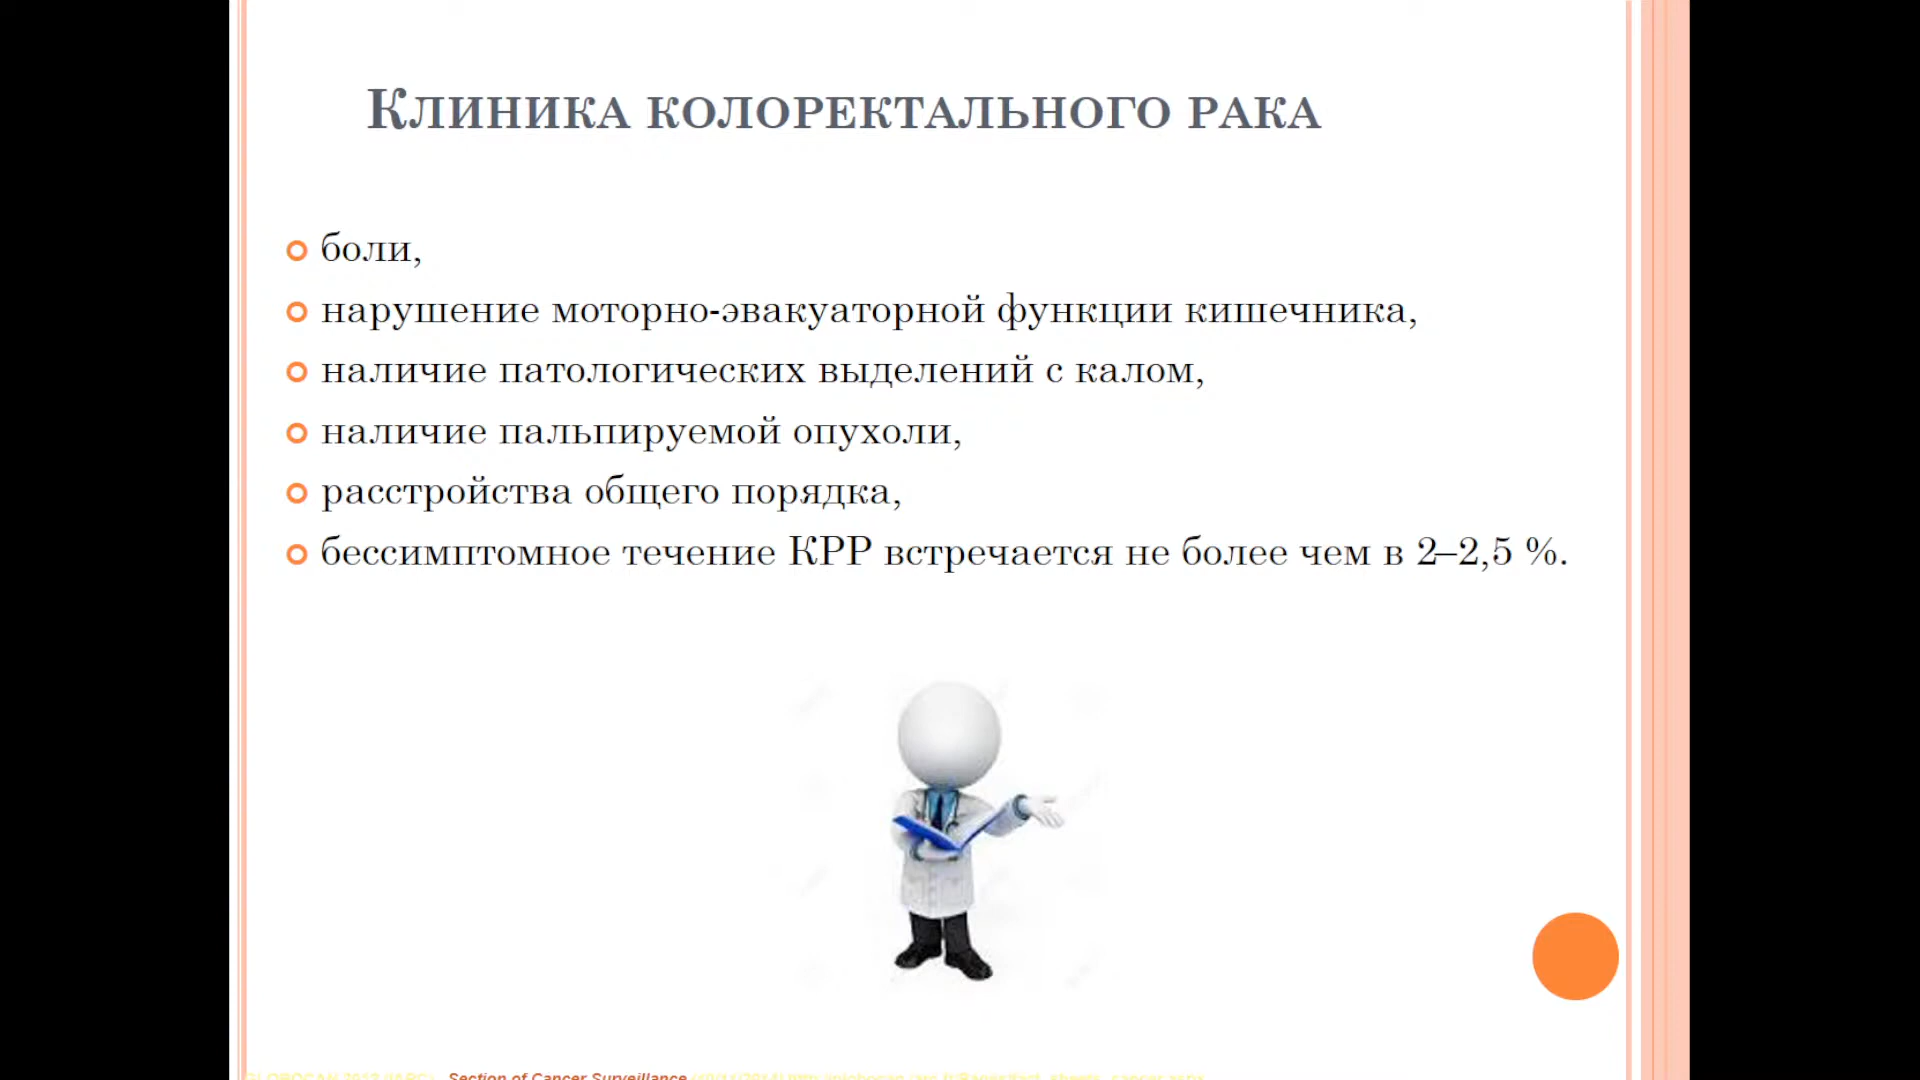 Клиника колоректального рака
боли,
нарушение моторно-эвакуаторной функции кишечника,
наличие патологических выделений с калом,
наличие пальпируемой опухоли,
расстройства общего порядка,
бессимптомное течение КРР встречается не более чем в 2–2,5 %.
Section of Cancer Surveillance